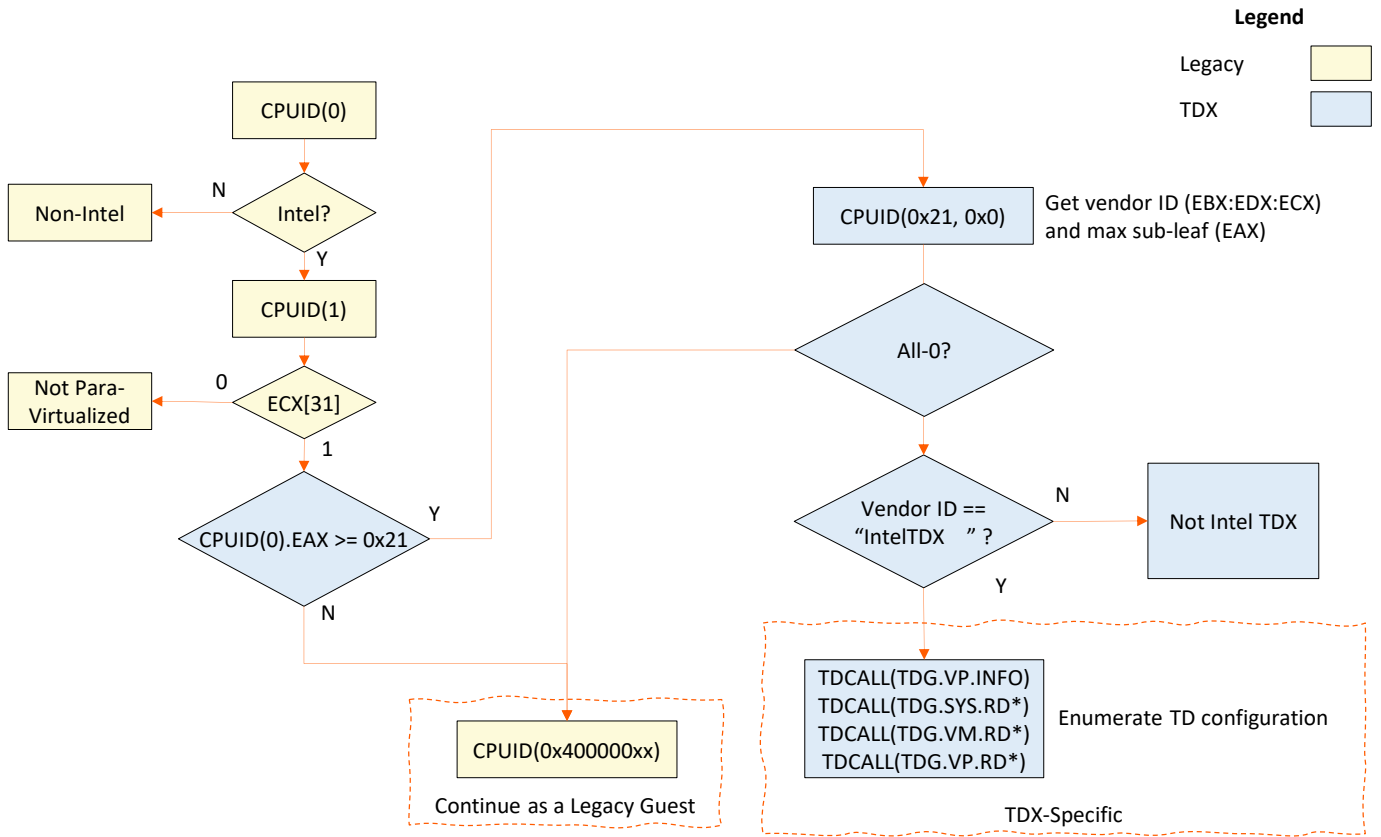 Legend
Legacy
TDX
CPUID(0)
N
Non-Intel
Intel?
Y
CPUID(1)
0
Not Para-
Virtualized
ECX[31]
1
Y
CPUID(0).EAX >= 0x21
N
CPUID(0x21, 0x0)
Get vendor ID (EBX:EDX:ECX)
and max sub-leaf (EAX)
All-0?
Vendor ID ==
“IntelTDX    ” ?
N
Not Intel TDX
Y
TDCALL(TDG.VP.INFO)
TDCALL(TDG.SYS.RD*)
TDCALL(TDG.VM.RD*)
TDCALL(TDG.VP.RD*)
Enumerate TD configuration
TDX-Specific
CPUID(0x400000xx)
Continue as a Legacy Guest